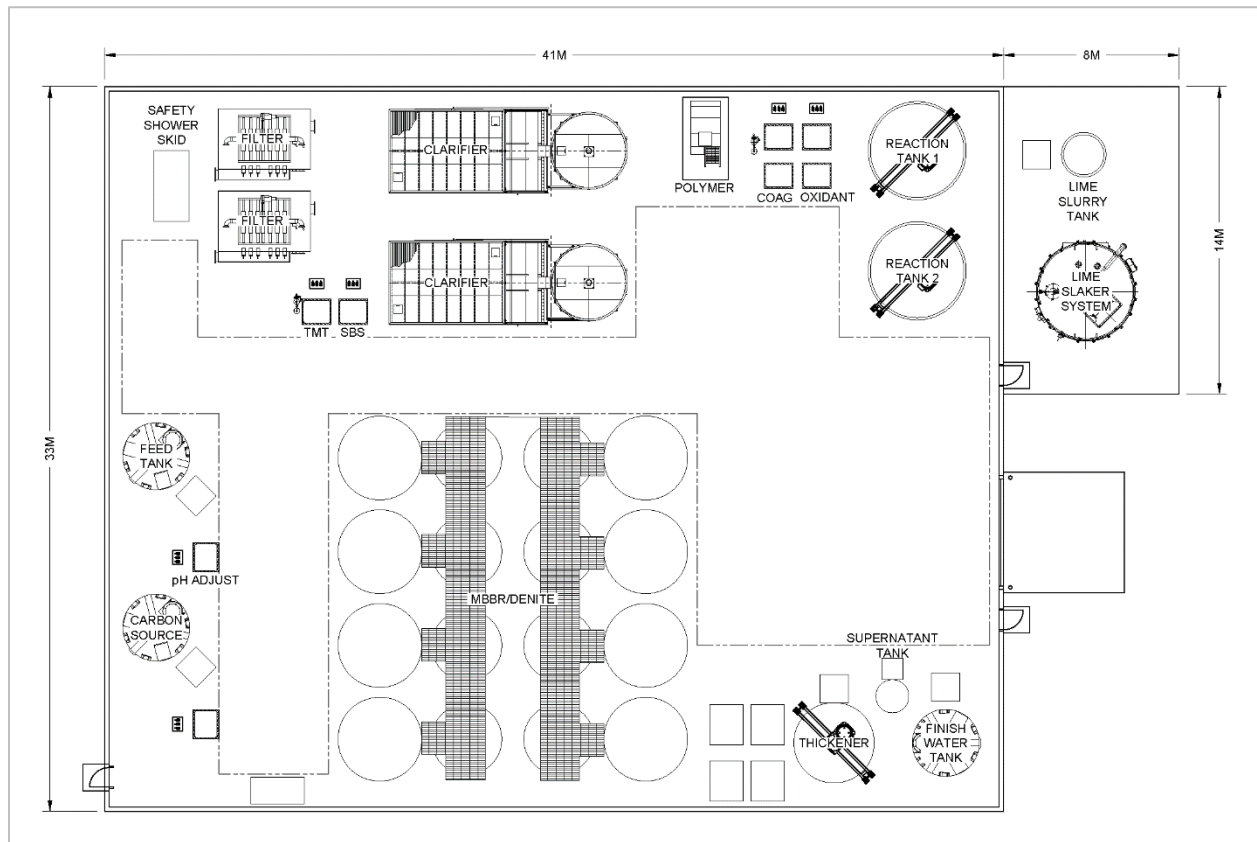 41M
8M
SAFETY
SHOWER
SKID
FILTER
CLARIFIER
POLYMER
COAG
OXIDANT
REACTION
TANK 1
LIME
SLURRY
TANK
14M
FILTER
CLARIFIER
REACTION
TANK 2
LIME
SLAKER
SYSTEM
TMT
SBS
33M
FEED
TANK
pH ADJUST
CARBON
SOURCE
MBBR/DENITE
SUPERNATANT
TANK
THICKENER
FINISH
WATER
TANK